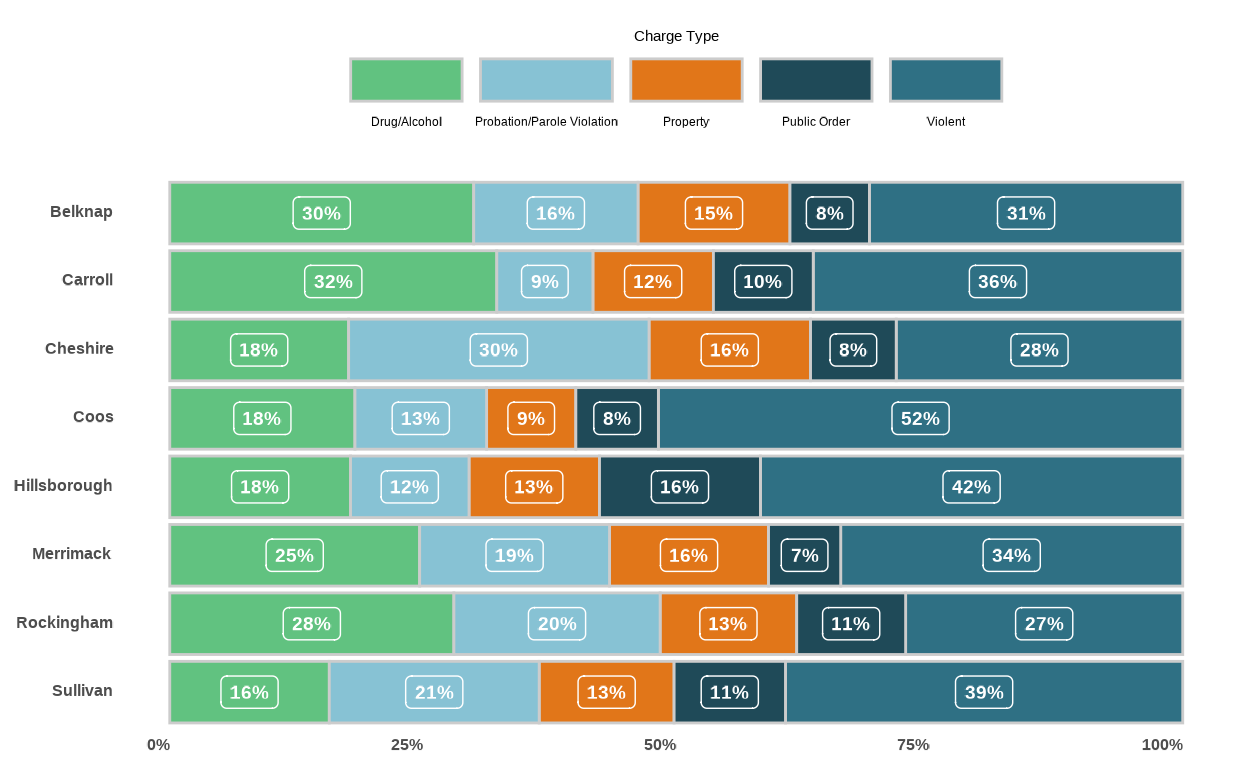 Charge Type
Drug/Alcohol Probation/Parole Violation Property Public Order Violent
Belknap 30% 16% 15% 8% 31%
Carroll 32% 9% 12% 10% 36%
Cheshire 18% 30% 16% 8% 28%
Coos 18% 13% 9% 8% 52%
Hillsborough 18% 12% 13% 16% 42%
Merrimack 25% 19% 16% 7% 34%
Rockingham 28% 20% 13% 11% 27%
Sullivan 16% 21% 13% 11% 39%
0% 25% 50% 75% 100%